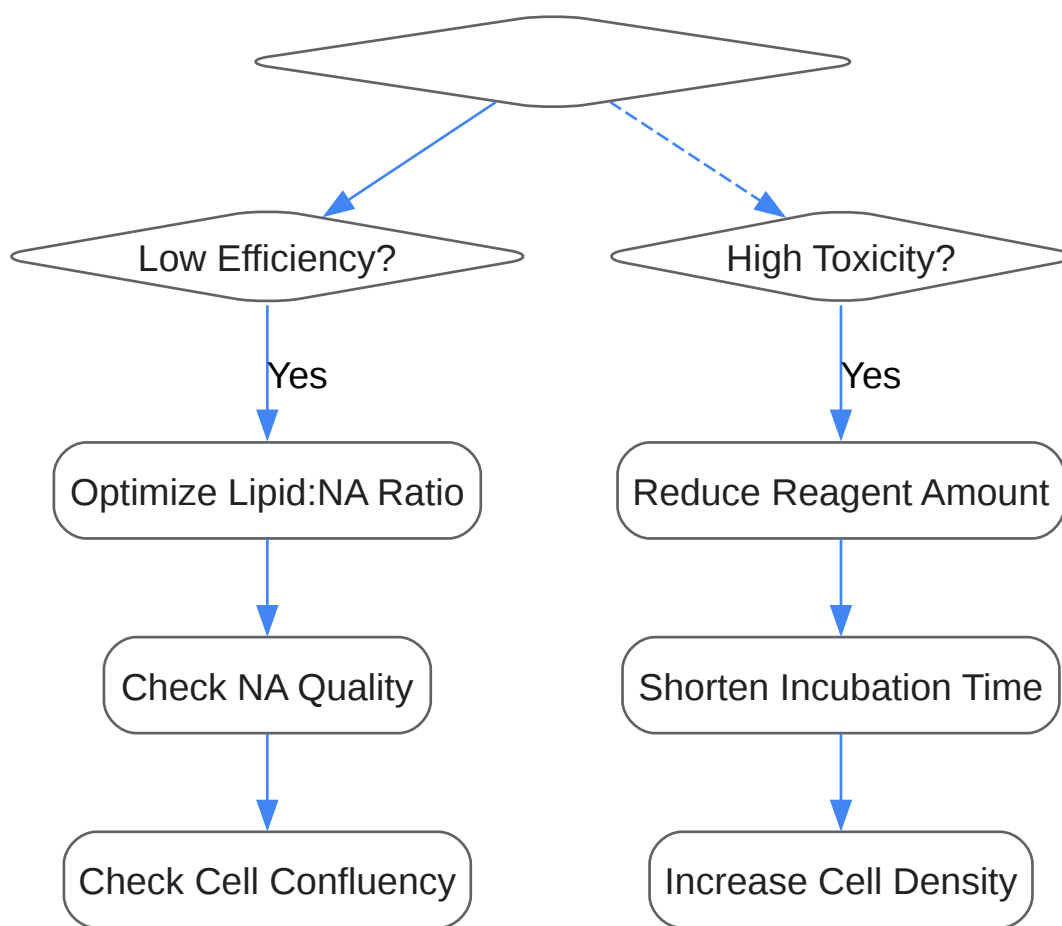 Low Efficiency?
High Toxicity?
Yes
Yes
Optimize Lipid:NA Ratio
Reduce Reagent Amount
Check NA Quality
Shorten Incubation Time
Check Cell Confluency
Increase Cell Density